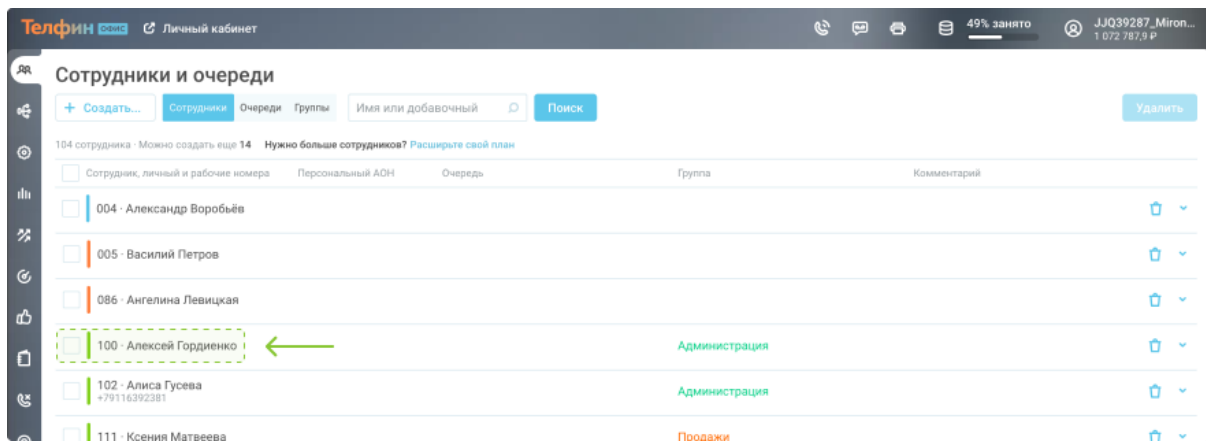 Телфин ОФИС Личный кабинет 49% занято JJQ39287_Miron...
1 072 787,9 ₽
Сотрудники и очереди
+ Создать... Сотрудники Очереди Группы Имя или добавочный Поиск Удалить
104 сотрудника · Можно создать еще 14 Нужно больше сотрудников? Расширьте свой план
Сотрудник, личный и рабочие номера Персональный АОН Очередь Группа Комментарий
004 · Александр Воробьёв
005 · Василий Петров
086 · Ангелина Левицкая
100 · Алексей Гордиенко Администрация
102 · Алиса Гусева Администрация
+79116392381
111 · Ксения Матвеева Продажи